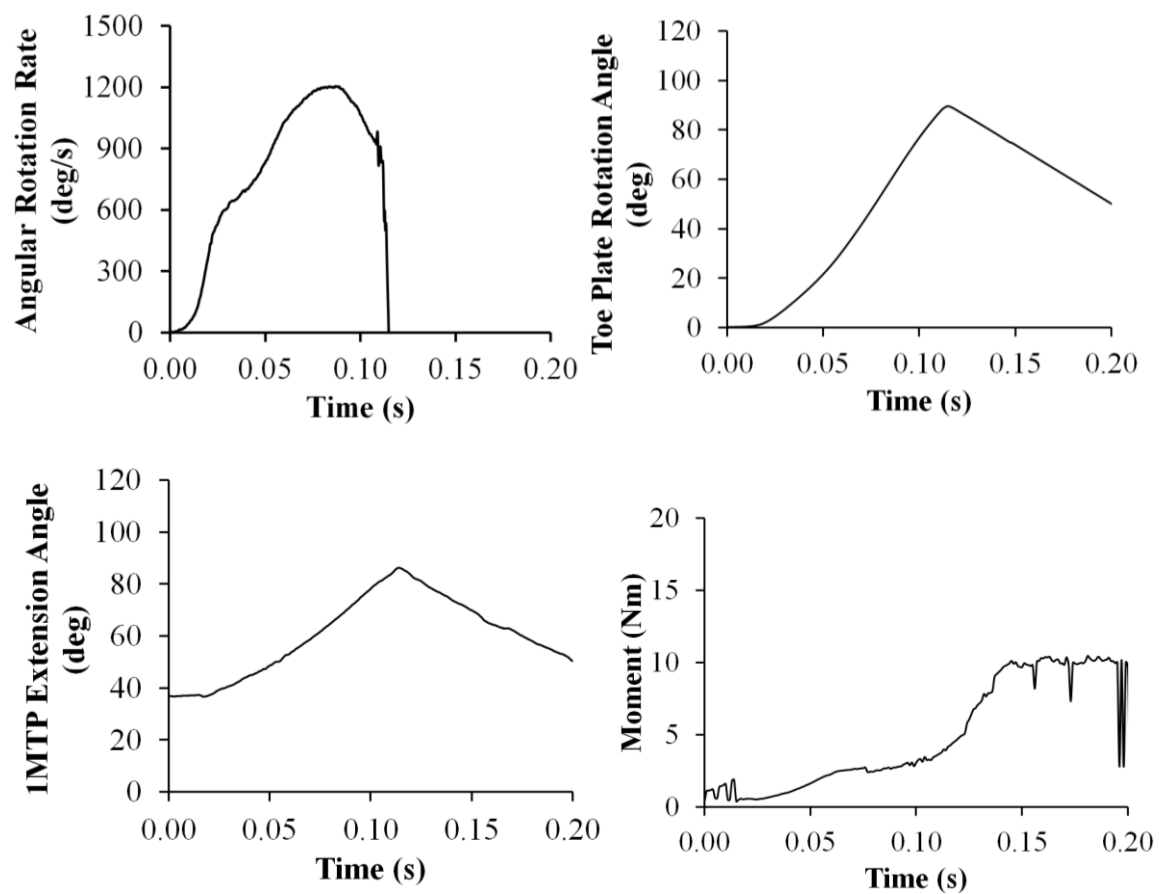 Angular Rotation Rate
(deg/s)
1500
1200
900
600
300
0
0.00 0.05 0.10 0.15 0.20
Time (s)
Toe Plate Rotation Angle
(deg)
120
100
80
60
40
20
0
0.00 0.05 0.10 0.15 0.20
Time (s)
1MTP Extension Angle
(deg)
120
100
80
60
40
20
0
0.00 0.05 0.10 0.15 0.20
Time (s)
Moment (Nm)
20
15
10
5
0
0.00 0.05 0.10 0.15 0.20
Time (s)